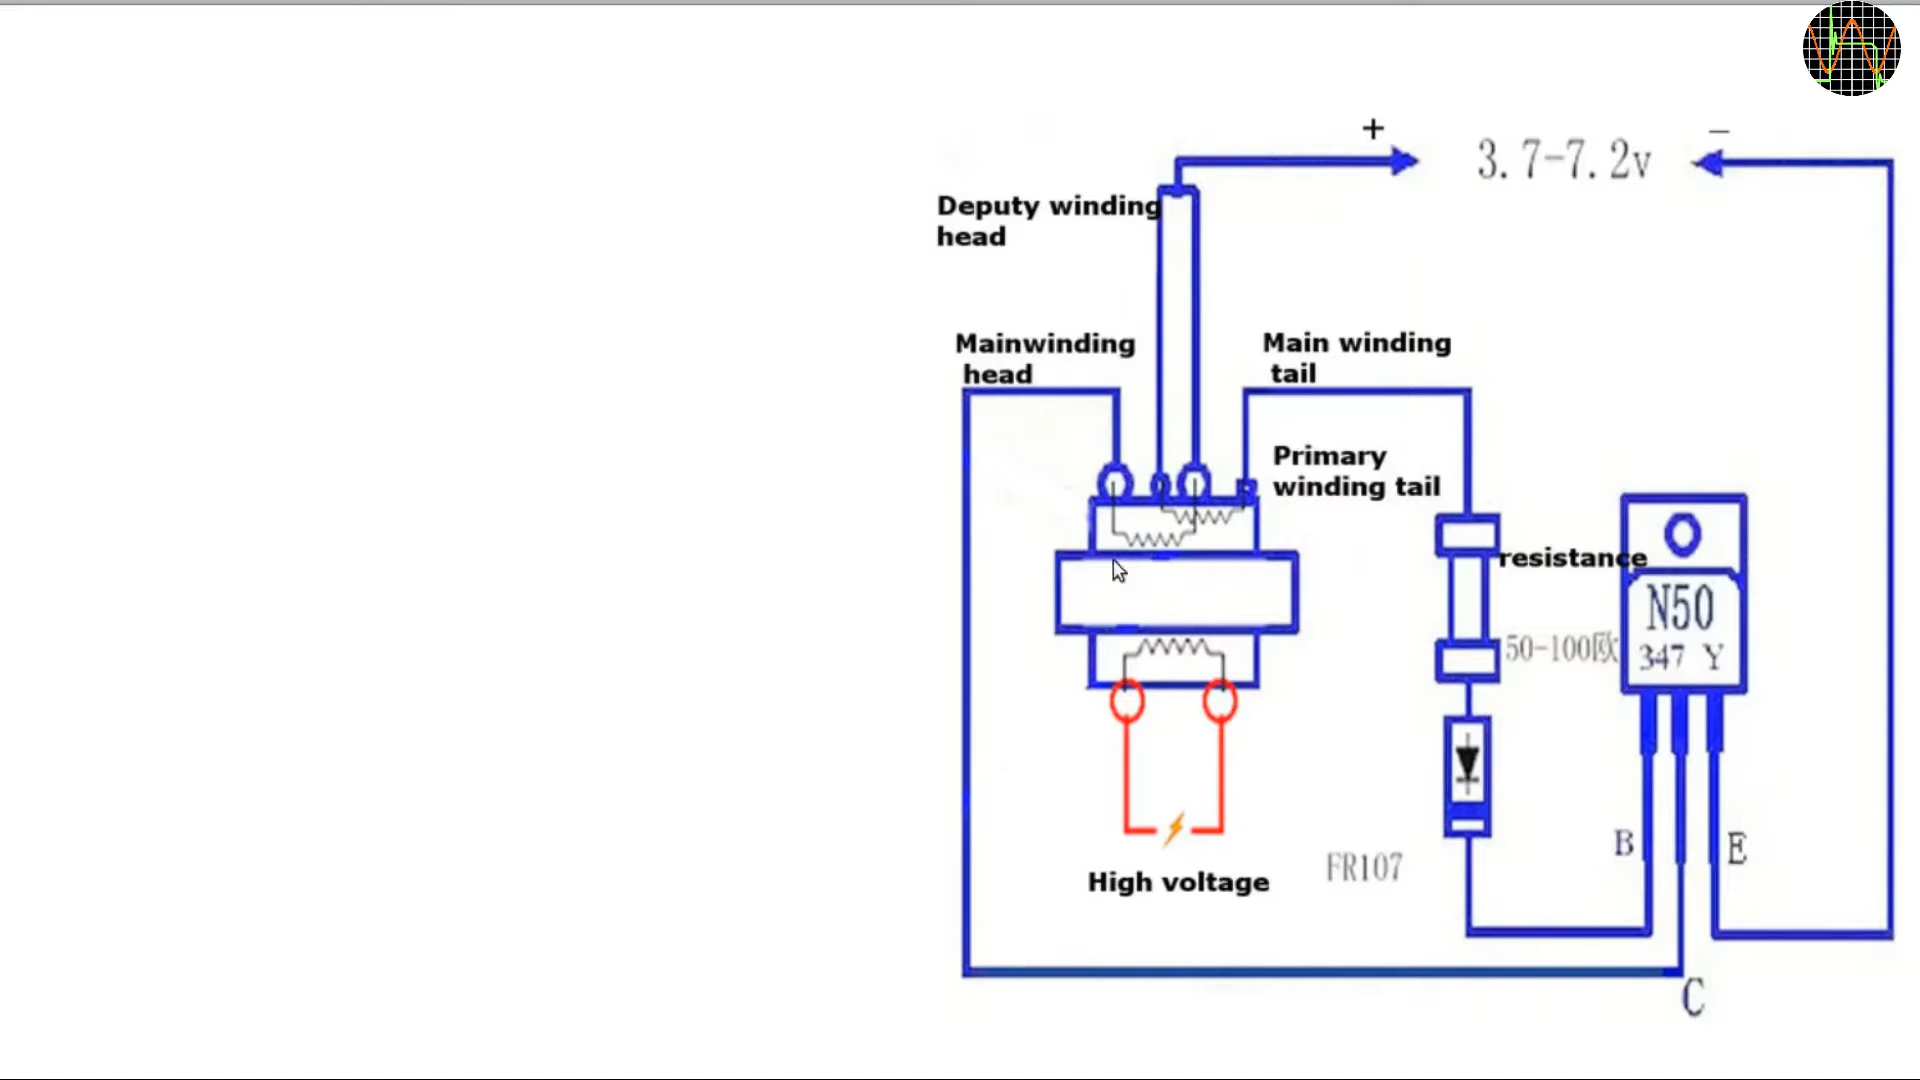 +
3.7-7.2v
−
Deputy winding
head
Mainwinding
head
Main winding
tail
Primary
winding tail
resistance
N50
347 Y
50-100欧
B
E
FR107
High voltage
C